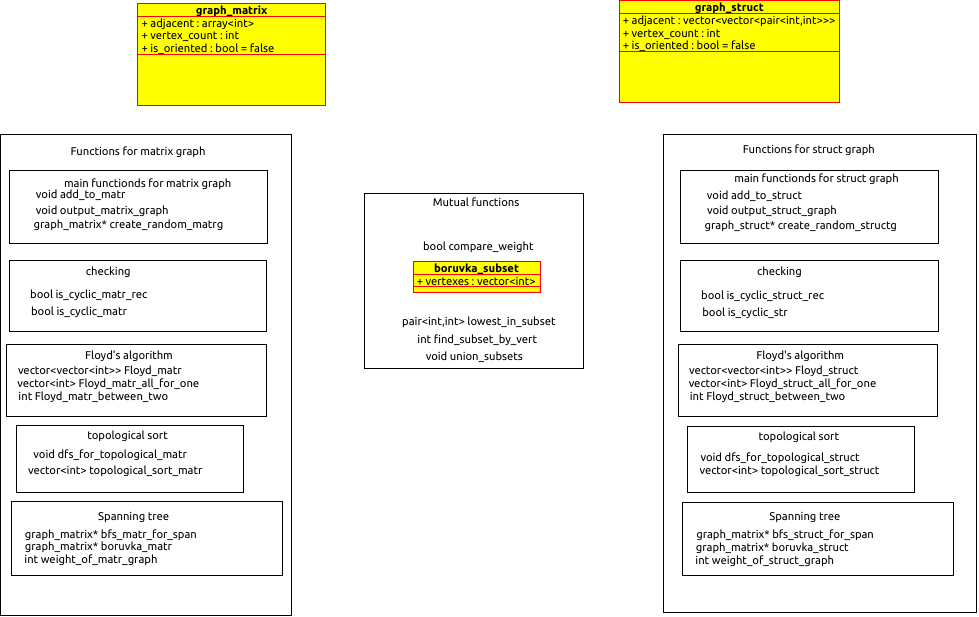 graph_matrix
+ adjacent : array<int>
+ vertex_count : int
+ is_oriented : bool = false
graph_struct
+ adjacent : vector<vector<pair<int,int>>>
+ vertex_count : int
+ is_oriented : bool = false
Functions for matrix graph
main functionds for matrix graph
void add_to_matr
void output_matrix_graph
graph_matrix* create_random_matrg
checking
bool is_cyclic_matr_rec
bool is_cyclic_matr
Floyd's algorithm
vector<vector<int>> Floyd_matr
vector<int> Floyd_matr_all_for_one
int Floyd_matr_between_two
topological sort
void dfs_for_topological_matr
vector<int> topological_sort_matr
Spanning tree
graph_matrix* bfs_matr_for_span
graph_matrix* boruvka_matr
int weight_of_matr_graph
Mutual functions
bool compare_weight
boruvka_subset
+ vertexes : vector<int>
pair<int,int> lowest_in_subset
int find_subset_by_vert
void union_subsets
Functions for struct graph
main functionds for struct graph
void add_to_struct
void output_struct_graph
graph_struct* create_random_structg
checking
bool is_cyclic_struct_rec
bool is_cyclic_str
Floyd's algorithm
vector<vector<int>> Floyd_struct
vector<int> Floyd_struct_all_for_one
int Floyd_struct_between_two
topological sort
void dfs_for_topological_struct
vector<int> topological_sort_struct
Spanning tree
graph_matrix* bfs_struct_for_span
graph_matrix* boruvka_struct
int weight_of_struct_graph